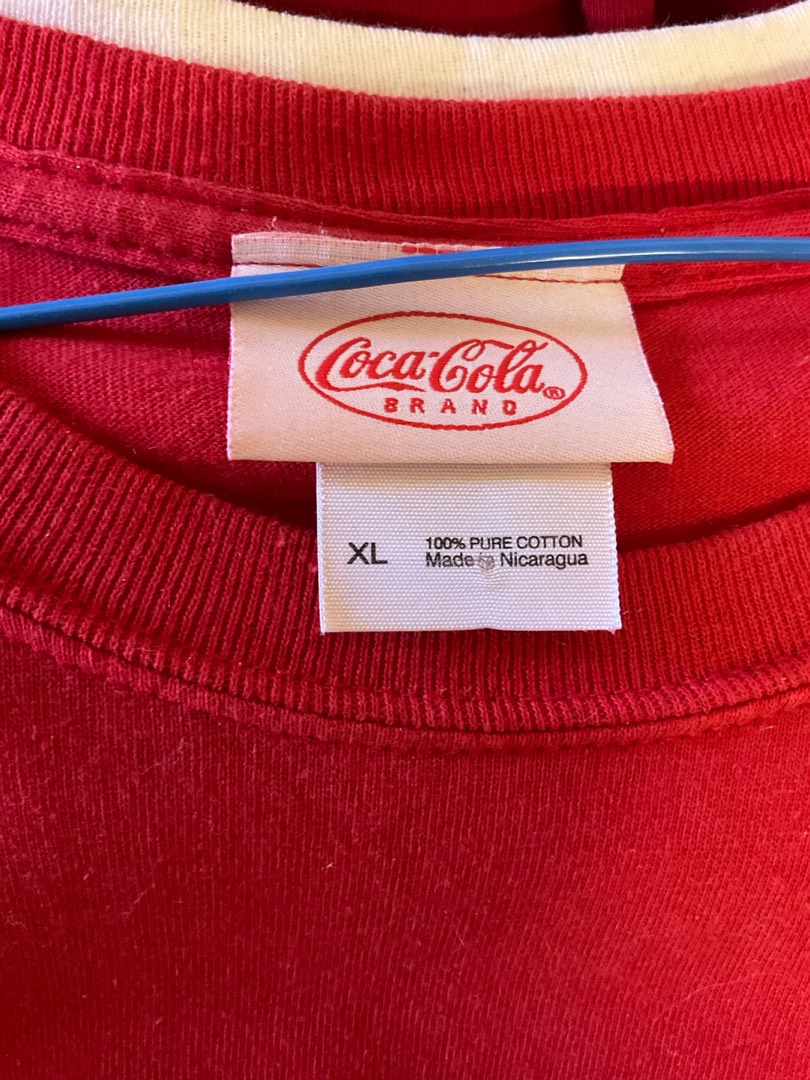 Coca-Cola®
BRAND
XL
100% PURE COTTON
Made in Nicaragua